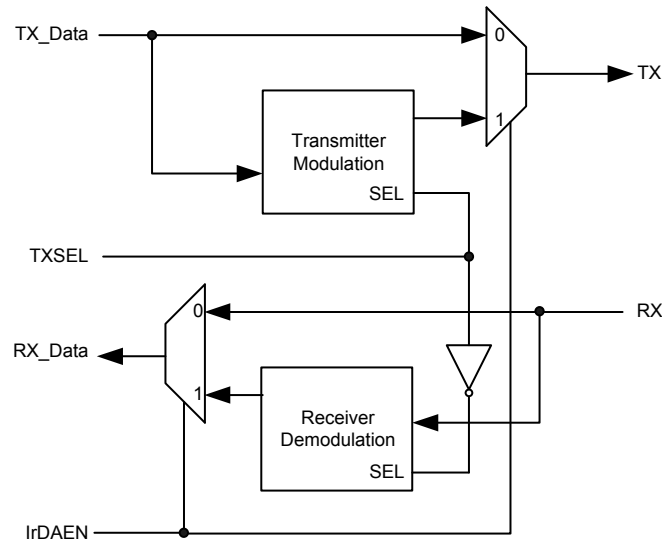 TX_Data
0
TX
1
Transmitter
Modulation
SEL
TXSEL
0
RX
RX_Data
1
Receiver
Demodulation
SEL
IrDAEN